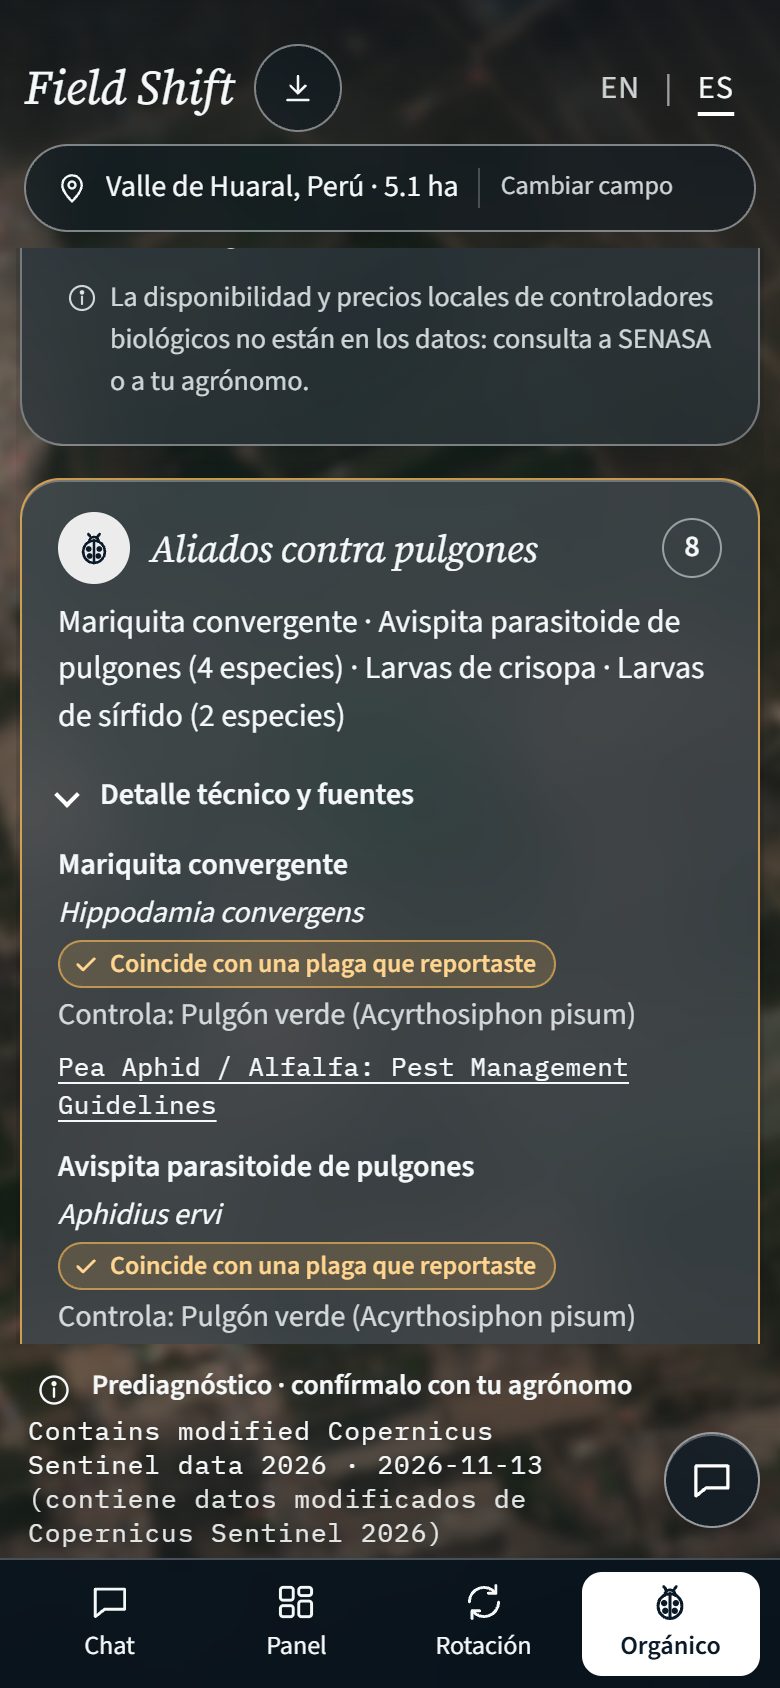 Field Shift
EN | ES
Valle de Huaral, Perú · 5.1 ha | Cambiar campo
La disponibilidad y precios locales de controladores
biológicos no están en los datos: consulta a SENASA
o a tu agrónomo.
Aliados contra pulgones
8
Mariquita convergente · Avispita parasitoide de
pulgones (4 especies) · Larvas de crisopa · Larvas
de sírfido (2 especies)
Detalle técnico y fuentes
Mariquita convergente
Hippodamia convergens
Coincide con una plaga que reportaste
Controla: Pulgón verde (Acyrthosiphon pisum)
Pea Aphid / Alfalfa: Pest Management
Guidelines
Avispita parasitoide de pulgones
Aphidius ervi
Coincide con una plaga que reportaste
Controla: Pulgón verde (Acyrthosiphon pisum)
Prediagnóstico · confírmalo con tu agrónomo
Contains modified Copernicus
Sentinel data 2026 · 2026-11-13
(contiene datos modificados de
Copernicus Sentinel 2026)
Chat
Panel
Rotación
Orgánico